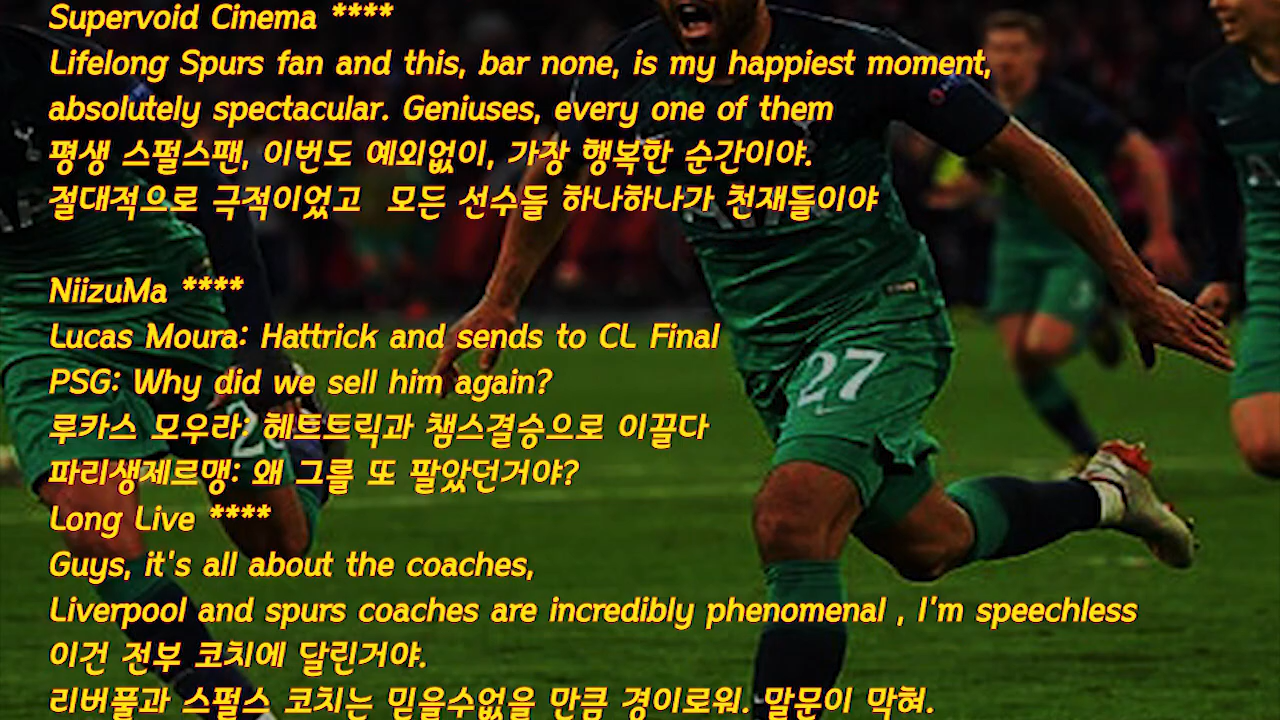 Supervoid Cinema ****
Lifelong Spurs fan and this, bar none, is my happiest moment,
absolutely spectacular. Geniuses, every one of them
평생 스펄스팬, 이번도 예외없이, 가장 행복한 순간이야.
절대적으로 극적이었고 모든 선수들 하나하나가 천재들이야
NiizuMa ****
Lucas Moura: Hattrick and sends to CL Final
PSG: Why did we sell him again?
루카스 모우라: 헤트트릭과 챔스결승으로 이끌다
파리생제르맹: 왜 그를 또 팔았던거야?
Long Live ****
Guys, it's all about the coaches,
Liverpool and spurs coaches are incredibly phenomenal , I'm speechless
이건 전부 코치에 달린거야.
리버풀과 스펄스 코치는 믿을수없을 만큼 경이로워. 말문이 막혀.
27